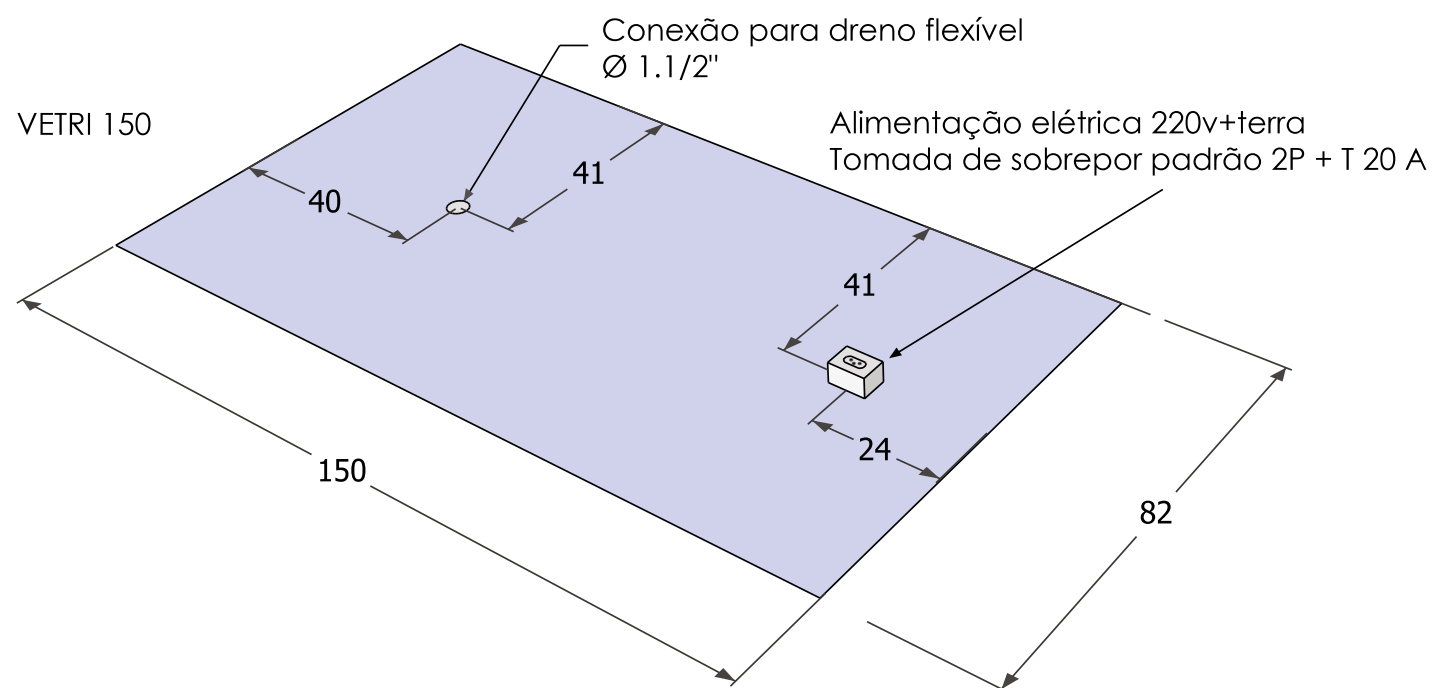 Conexão para dreno flexível
Ø 1.1/2"
VETRI 150
Alimentação elétrica 220v+terra
Tomada de sobrepor padrão 2P + T 20 A
41
40
41
24
150
82